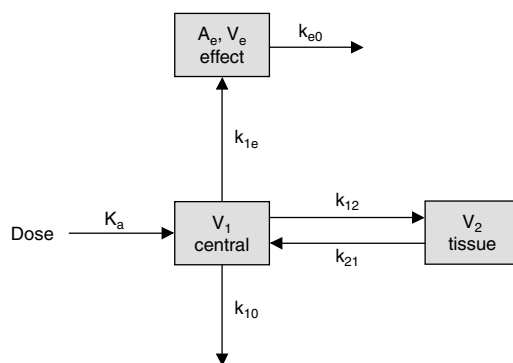 A_e, V_e
effect
k_e0
k_1e
Dose
K_a
V_1
central
k_12
k_21
V_2
tissue
k_10